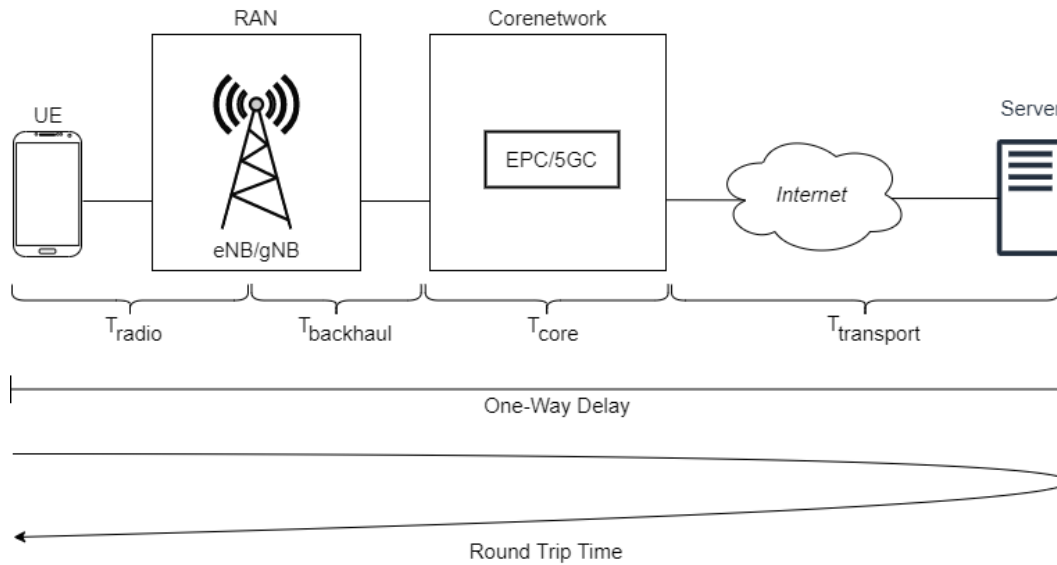 RAN
Corenetwork
UE
Server
EPC/5GC
Internet
eNB/gNB
Tradio
Tbackhaul
Tcore
Ttransport
One-Way Delay
Round Trip Time